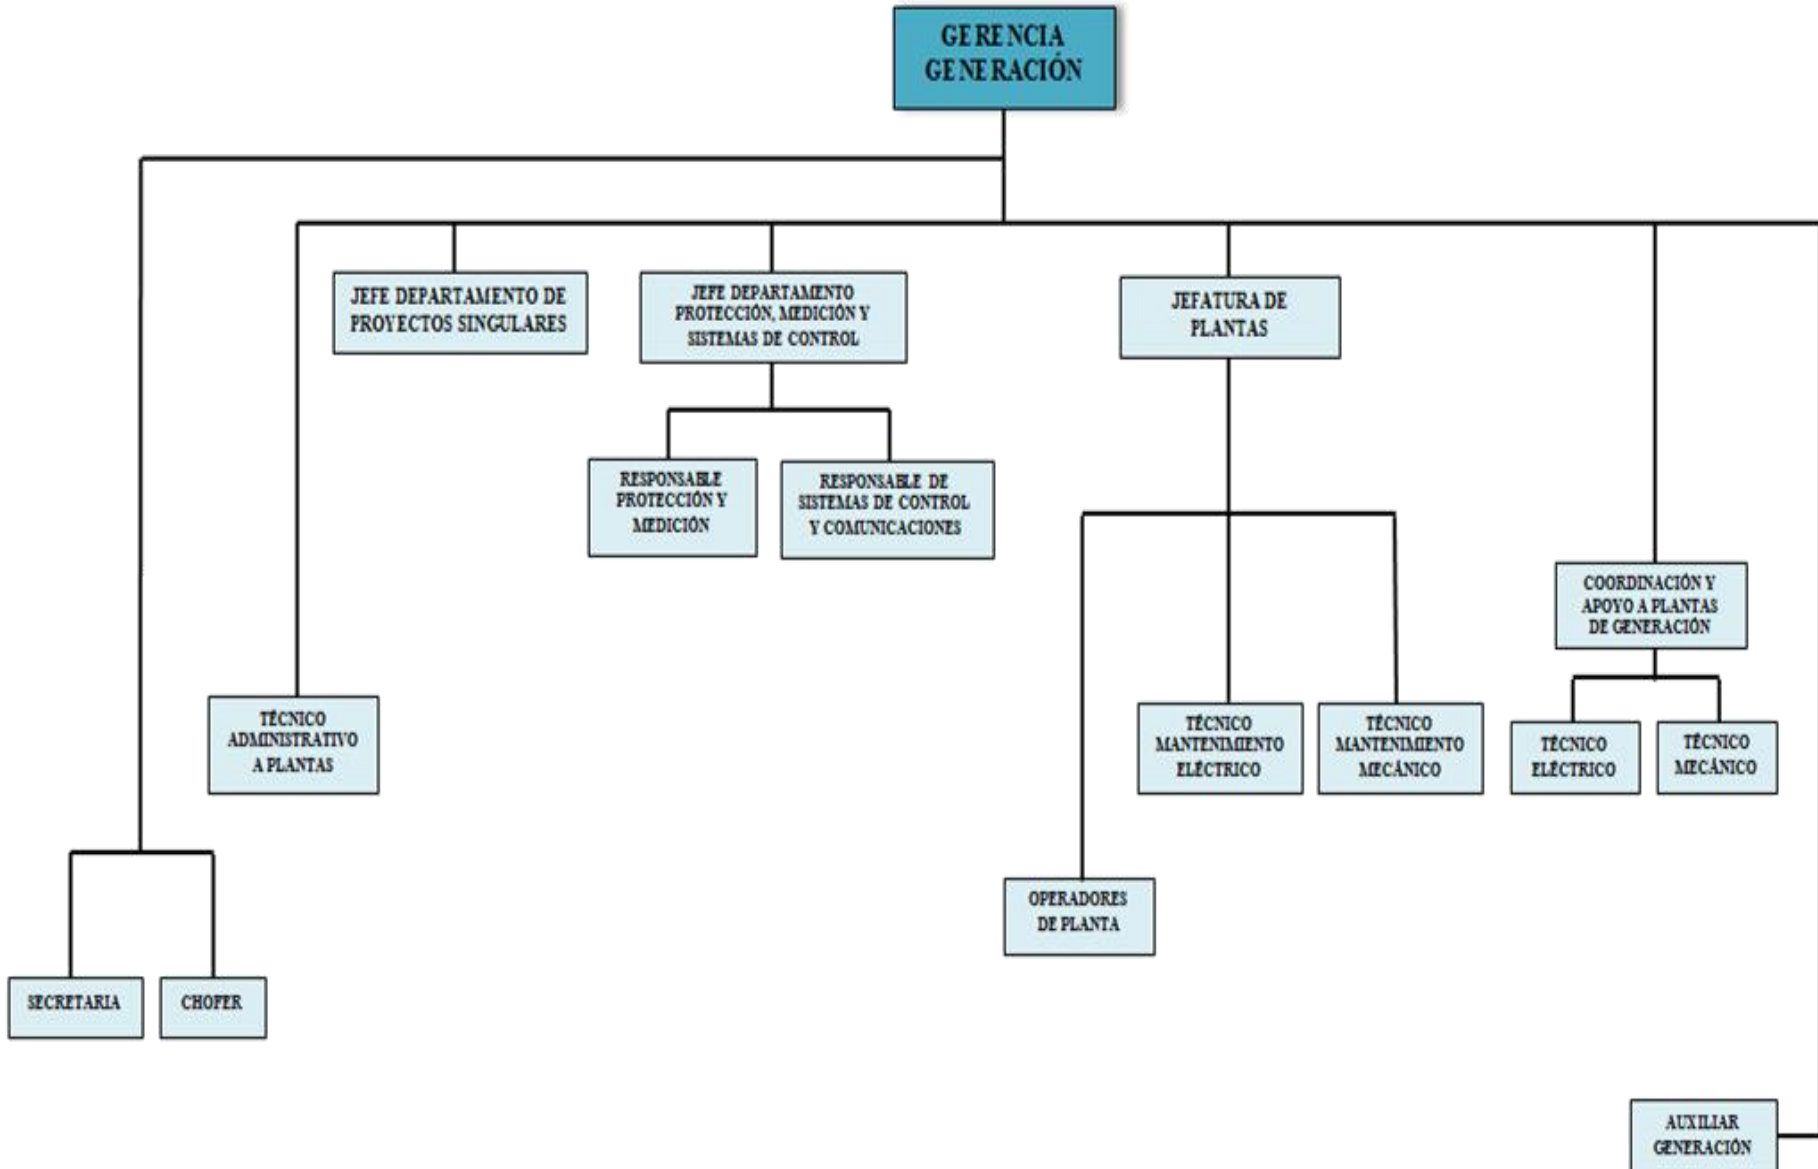 GERENCIA
GENERACIÓN
JEFE DEPARTAMENTO DE
PROYECTOS SINGULARES
JEFE DEPARTAMENTO
PROTECCIÓN, MEDICIÓN Y
SISTEMAS DE CONTROL
JEFATURA DE
PLANTAS
RESPONSABLE
PROTECCIÓN Y
MEDICIÓN
RESPONSABLE DE
SISTEMAS DE CONTROL
Y COMUNICACIONES
COORDINACIÓN Y
APOYO A PLANTAS
DE GENERACIÓN
TÉCNICO
ADMINISTRATIVO
A PLANTAS
TÉCNICO
MANTENIMIENTO
ELÉCTRICO
TÉCNICO
MANTENIMIENTO
MECÁNICO
TÉCNICO
ELÉCTRICO
TÉCNICO
MECÁNICO
OPERADORES
DE PLANTA
SECRETARIA
CHOFER
AUXILIAR
GENERACIÓN